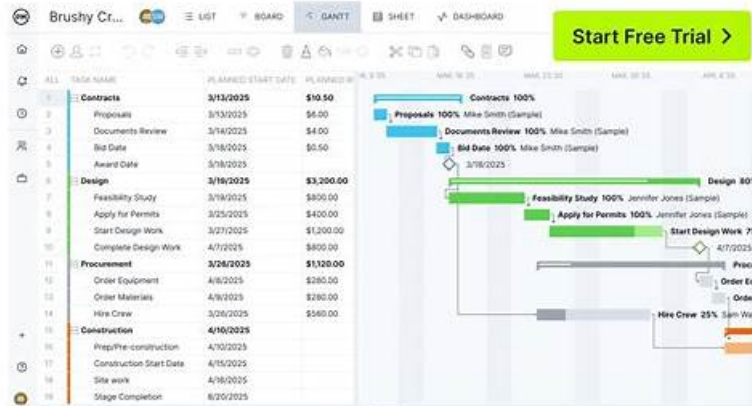 Brushy Cr... LIST BOARD GANTT SHEET DASHBOARD
Start Free Trial >
ALL TASK NAME PLANNED START DATE PLANNED
1 Contracts 3/13/2025 $10.50 Contracts 100%
2 Proposals 3/13/2025 $6.00 Proposals 100% Mike Smith (Sample)
3 Documents Review 3/14/2025 $4.00 Documents Review 100% Mike Smith (Sample)
4 Bid Date 3/18/2025 $0.50 Bid Date 100% Mike Smith (Sample)
5 Award Date 3/18/2025 3/18/2025
6 Design 3/19/2025 $3,200.00 Design 80%
7 Feasibility Study 3/19/2025 $800.00 Feasibility Study 100% Jennifer Jones (Sample)
8 Apply for Permits 3/25/2025 $400.00 Apply for Permits 100% Jennifer Jones (Sample)
9 Start Design Work 3/27/2025 $1,200.00 Start Design Work
10 Complete Design Work 4/7/2025 $800.00 4/7/2025
11 Procurement 3/26/2025 $1,120.00 Proc
12 Order Equipment 4/8/2025 $280.00 Order E
13 Order Materials 4/9/2025 $280.00 Orde
14 Hire Crew 3/26/2025 $560.00 Hire Crew 25% Sam Wa
15 Construction 4/10/2025
16 Prep/Pre-construction 4/10/2025
17 Construction Start Date 4/15/2025
18 Site work 4/16/2025
19 Stage Completion 6/20/2025